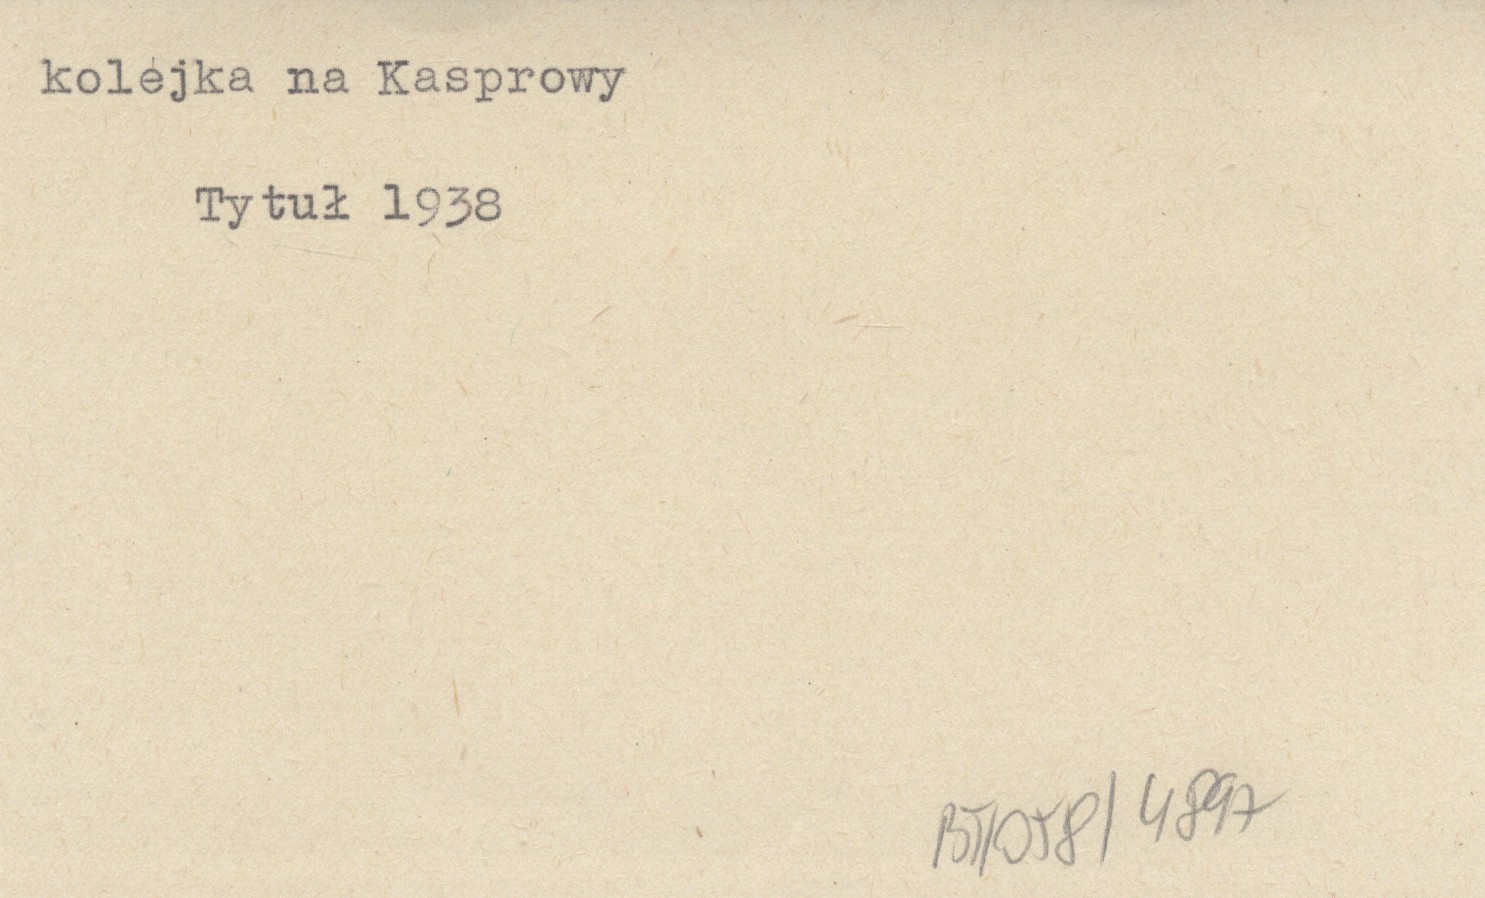 kolejka na Kasprowy
Tytuł 1938
BT/058/4897